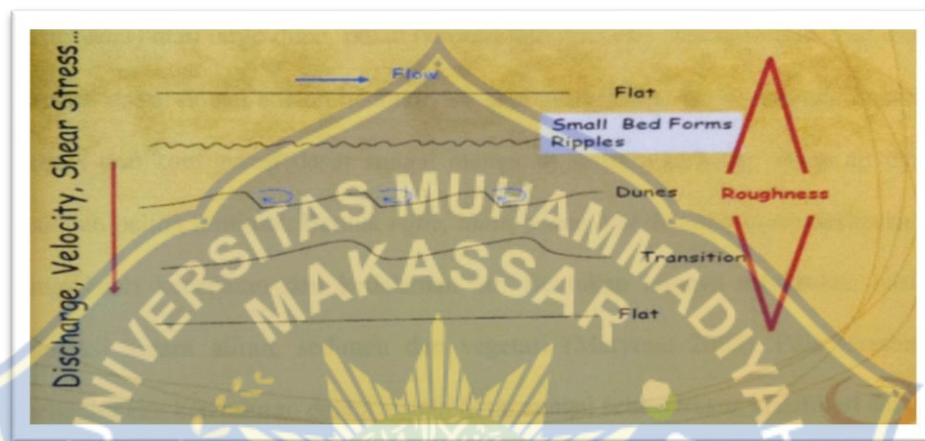 Discharge, Velocity, Shear Stress...
Flow
Flat
Small Bed Forms
Ripples
Dunes
Roughness
Transition
Flat
UNIVERSITAS MUHAMMADIYAH
MAKASSAR